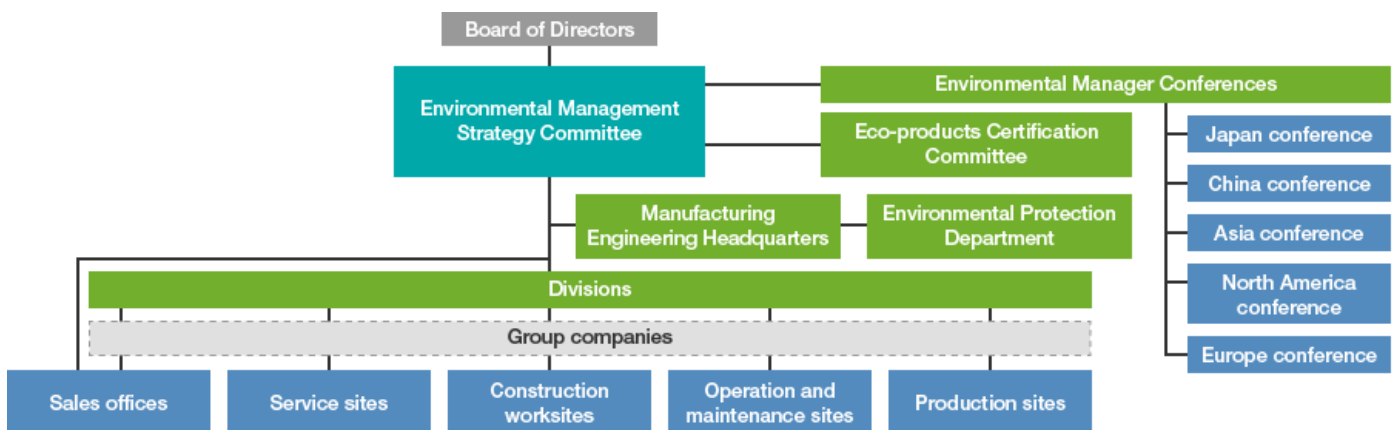 Board of Directors
Environmental Management
Strategy Committee
Environmental Manager Conferences
Eco-products Certification
Committee
Japan conference
China conference
Asia conference
North America
conference
Europe conference
Manufacturing
Engineering Headquarters
Environmental Protection
Department
Divisions
Group companies
Sales offices
Service sites
Construction
worksites
Operation and
maintenance sites
Production sites